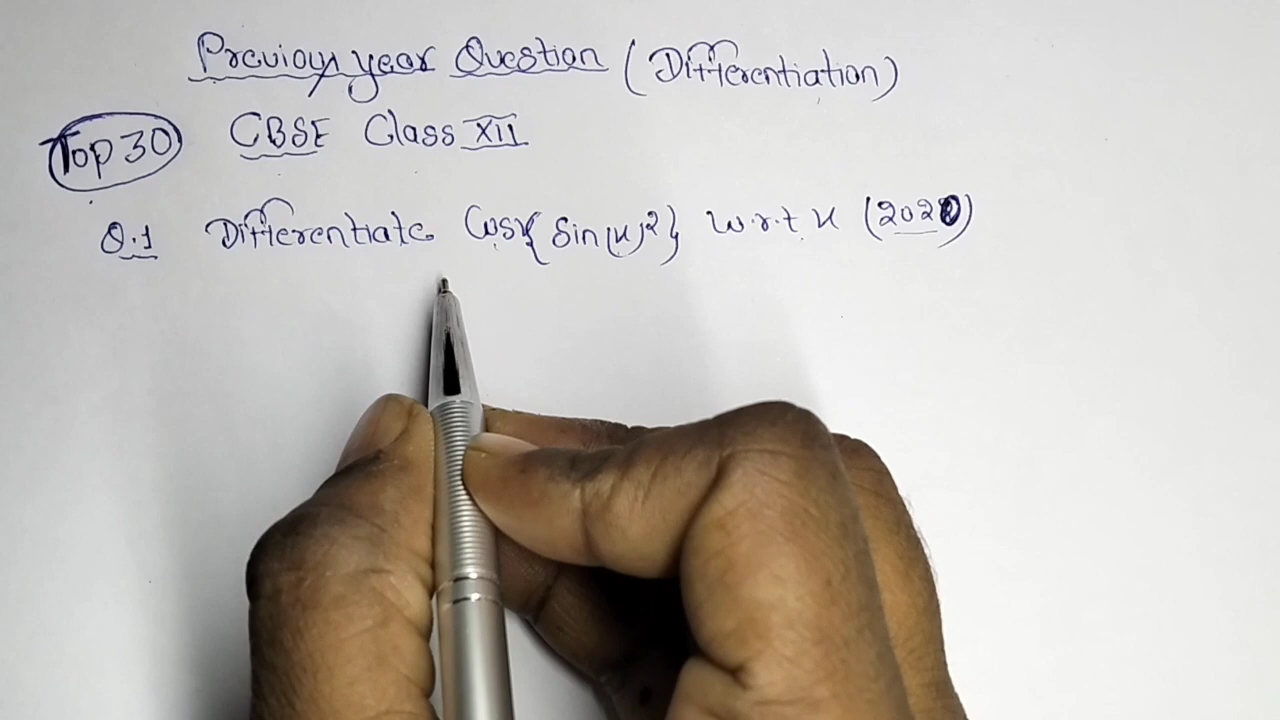 Previous year Question (Differentiation)
Top 30 CBSE Class XII
Q.1 Differentiate Cos{ Sin(x)²} w.r.t x (2020)